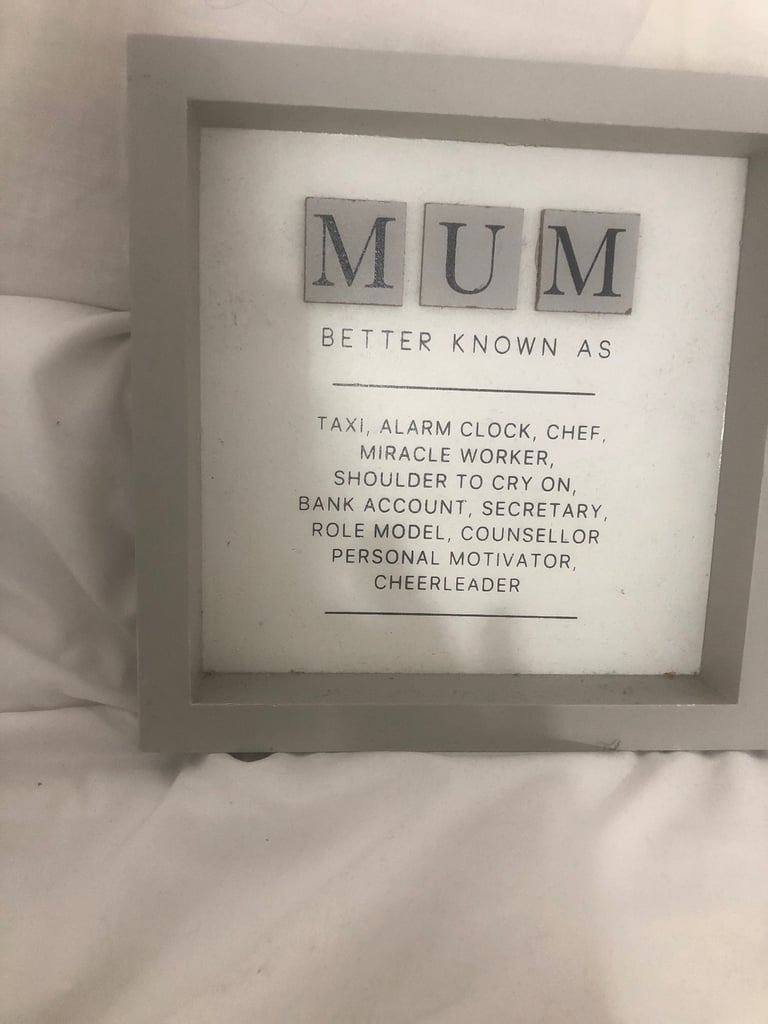 MUM
BETTER KNOWN AS
TAXI, ALARM CLOCK, CHEF,
MIRACLE WORKER,
SHOULDER TO CRY ON,
BANK ACCOUNT, SECRETARY,
ROLE MODEL, COUNSELLOR
PERSONAL MOTIVATOR,
CHEERLEADER